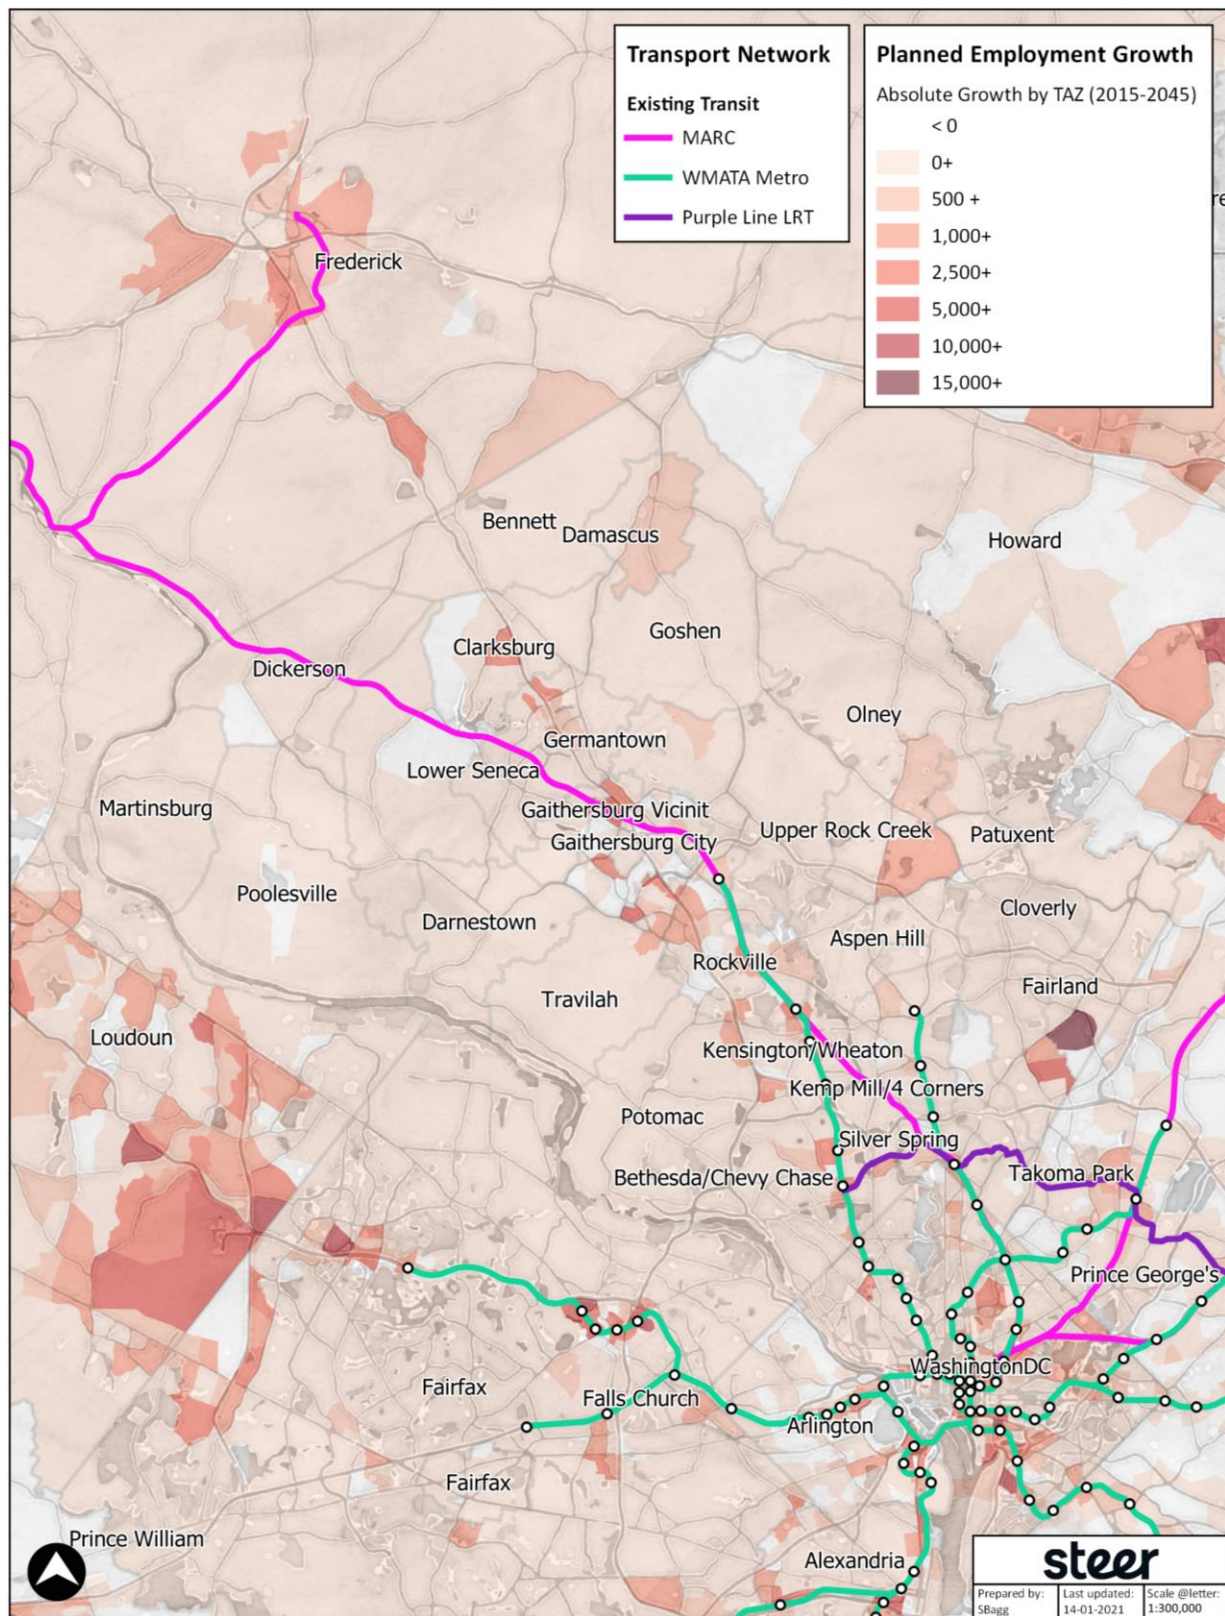 Transport Network
Existing Transit
MARC
WMATA Metro
Purple Line LRT
Planned Employment Growth
Absolute Growth by TAZ (2015-2045)
< 0
0+
500 +
1,000+
2,500+
5,000+
10,000+
15,000+
re
Frederick
Bennett
Damascus
Howard
Goshen
Clarksburg
Dickerson
Olney
Germantown
Lower Seneca
Martinsburg
Gaithersburg Vicinit
Gaithersburg City
Upper Rock Creek
Patuxent
Poolesville
Darnestown
Cloverly
Aspen Hill
Rockville
Fairland
Travilah
Loudoun
Kensington/Wheaton
Kemp Mill/4 Corners
Potomac
Silver Spring
Bethesda/Chevy Chase
Takoma Park
Prince George's
WashingtonDC
Fairfax
Falls Church
Arlington
Fairfax
Prince William
Alexandria
steer
Prepared by:
SBagg
Last updated:
14-01-2021
Scale @letter:
1:300,000